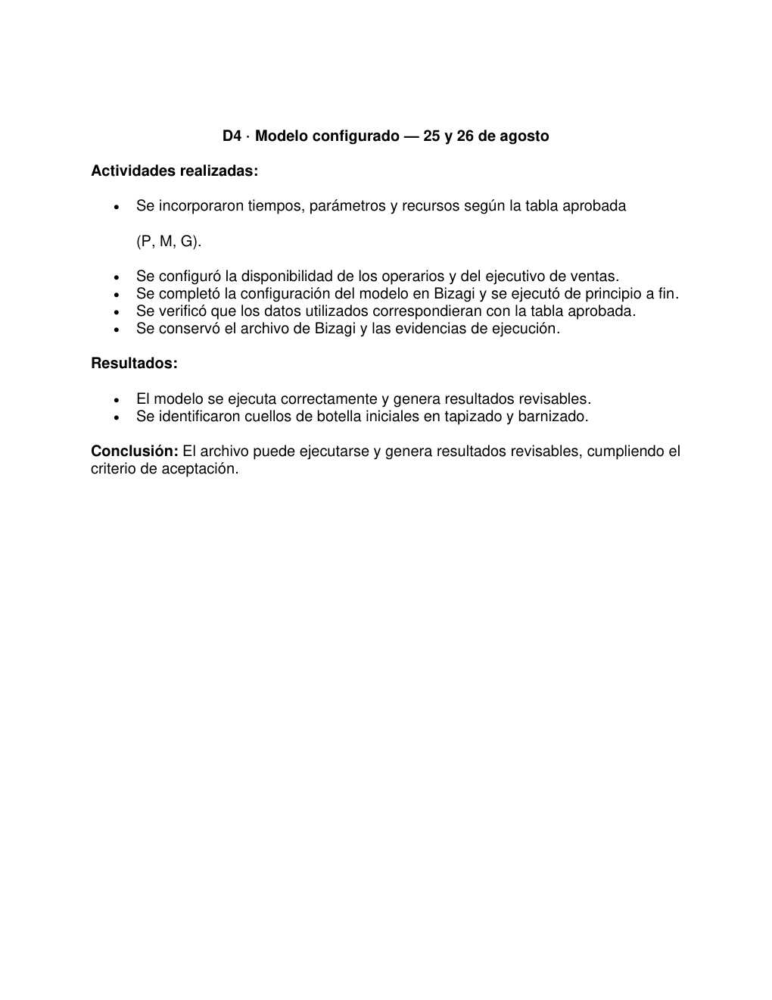 D4 · Modelo configurado — 25 y 26 de agosto
Actividades realizadas:
• Se incorporaron tiempos, parámetros y recursos según la tabla aprobada
(P, M, G).
• Se configuró la disponibilidad de los operarios y del ejecutivo de ventas.
• Se completó la configuración del modelo en Bizagi y se ejecutó de principio a fin.
• Se verificó que los datos utilizados correspondieran con la tabla aprobada.
• Se conservó el archivo de Bizagi y las evidencias de ejecución.
Resultados:
• El modelo se ejecuta correctamente y genera resultados revisables.
• Se identificaron cuellos de botella iniciales en tapizado y barnizado.
Conclusión: El archivo puede ejecutarse y genera resultados revisables, cumpliendo el
criterio de aceptación.